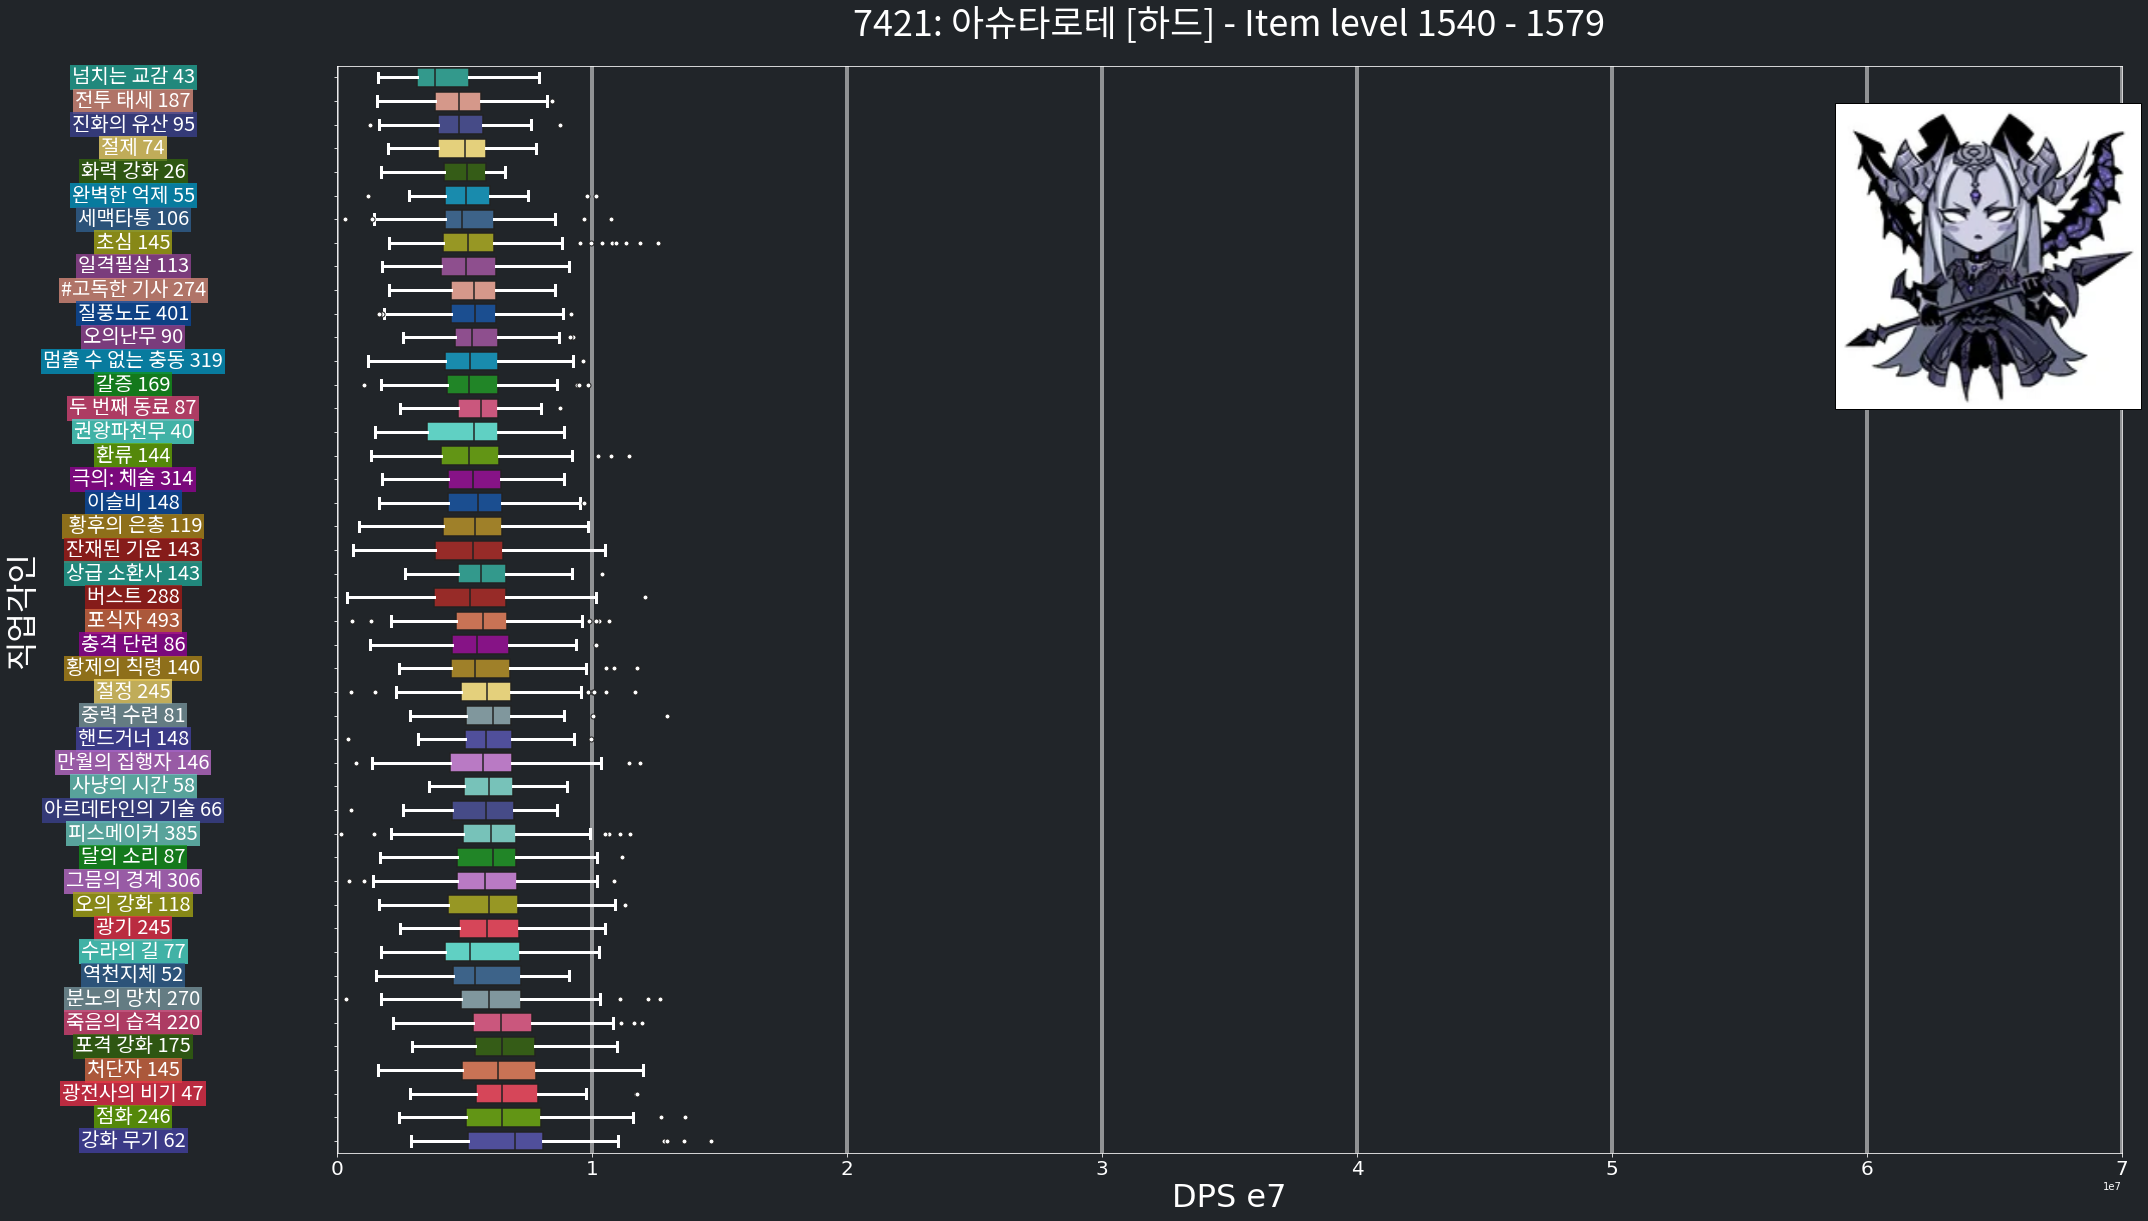 7421: 아슈타로테 [하드] - Item level 1540 - 1579
넘치는 교감 43
전투 태세 187
진화의 유산 95
절제 74
화력 강화 26
완벽한 억제 55
세맥타통 106
초심 145
일격필살 113
#고독한 기사 274
질풍노도 401
오의난무 90
멈출 수 없는 충동 319
갈증 169
두 번째 동료 87
권왕파천무 40
환류 144
극의: 체술 314
이슬비 148
황후의 은총 119
잔재된 기운 143
상급 소환사 143
버스트 288
포식자 493
충격 단련 86
황제의 칙령 140
절정 245
중력 수련 81
핸드거너 148
만월의 집행자 146
사냥의 시간 58
아르데타인의 기술 66
피스메이커 385
달의 소리 87
그믐의 경계 306
오의 강화 118
광기 245
수라의 길 77
역천지체 52
분노의 망치 270
죽음의 습격 220
포격 강화 175
처단자 145
광전사의 비기 47
점화 246
강화 무기 62
직업각인
0 1 2 3 4 5 6 7
1e7
DPS e7